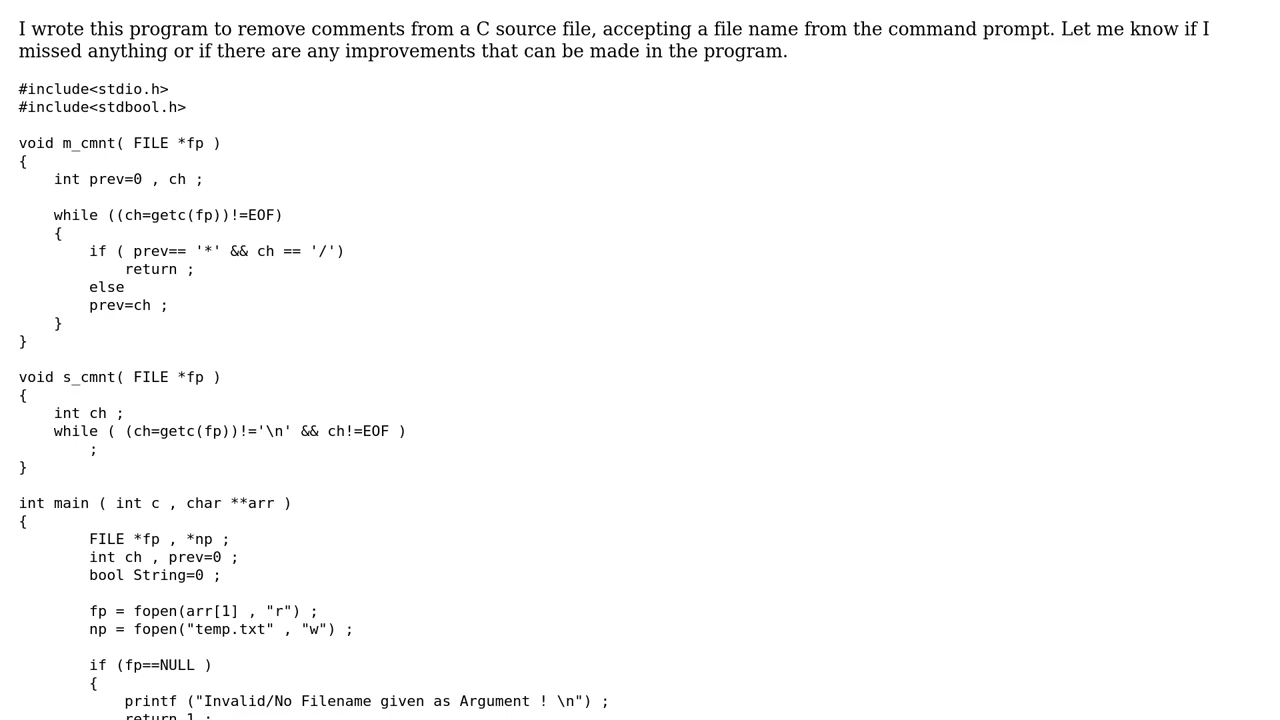 I wrote this program to remove comments from a C source file, accepting a file name from the command prompt. Let me know if I
missed anything or if there are any improvements that can be made in the program.
#include<stdio.h>
#include<stdbool.h>
void m_cmnt( FILE *fp )
{
    int prev=0 , ch ;
    while ((ch=getc(fp))!=EOF)
    {
        if ( prev== '*' && ch == '/')
            return ;
        else
        prev=ch ;
    }
}
void s_cmnt( FILE *fp )
{
    int ch ;
    while ( (ch=getc(fp))!='\n' && ch!=EOF )
        ;
}
int main ( int c , char **arr )
{
        FILE *fp , *np ;
        int ch , prev=0 ;
        bool String=0 ;
        fp = fopen(arr[1] , "r") ;
        np = fopen("temp.txt" , "w") ;
        if (fp==NULL )
        {
            printf ("Invalid/No Filename given as Argument ! \n") ;
            return 1 ;